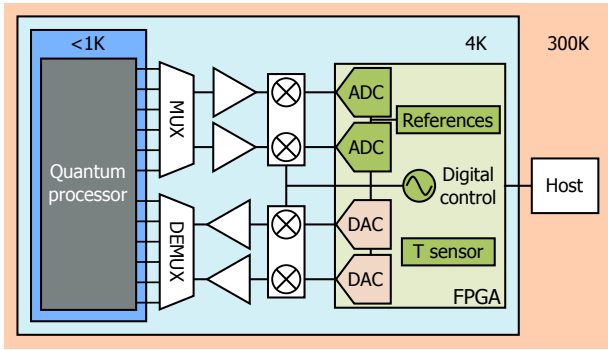 <1K
4K
300K
Quantum
processor
MUX
DEMUX
ADC
ADC
References
Digital
control
DAC
DAC
T sensor
FPGA
Host